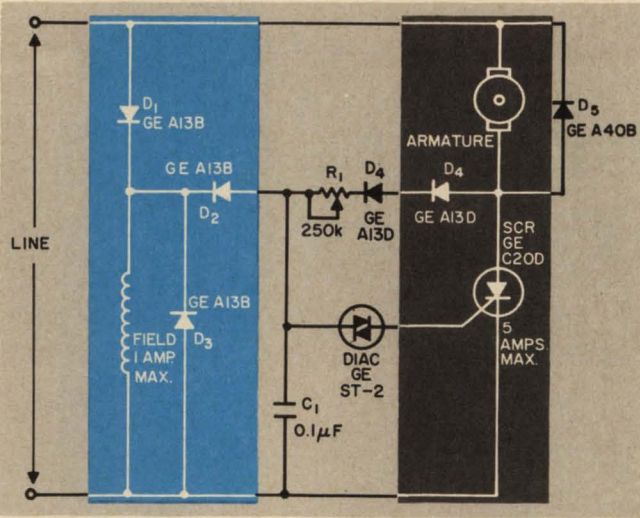 D1
GE A13B
GE A13B
D2
R1
250k
D4
GE
A13D
D4
GE A13D
ARMATURE
D5
GE A40B
LINE
SCR
GE
C20D
GE A13B
D3
FIELD
1 AMP.
MAX.
DIAC
GE
ST-2
5
AMPS.
MAX.
C1
0.1µF